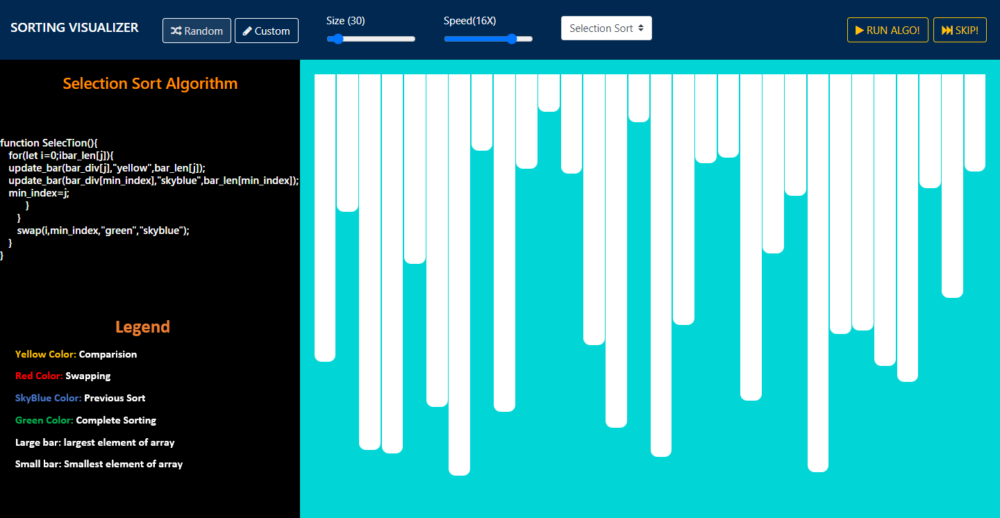 SORTING VISUALIZER
Random
Custom
Size (30)
Speed(16X)
Selection Sort
RUN ALGO!
SKIP!
Selection Sort Algorithm
function SelecTion(){
for(let i=0;ibar_len[j]){
update_bar(bar_div[j],"yellow",bar_len[j]);
update_bar(bar_div[min_index],"skyblue",bar_len[min_index]);
min_index=j;
}
}
swap(i,min_index,"green","skyblue");
}
}
Legend
Yellow Color: Comparision
Red Color: Swapping
SkyBlue Color: Previous Sort
Green Color: Complete Sorting
Large bar: largest element of array
Small bar: Smallest element of array